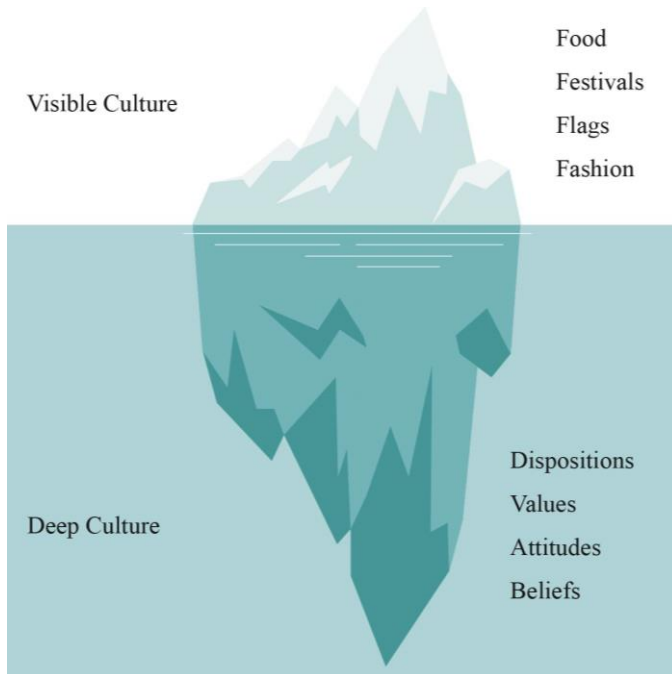 Visible Culture
Food
Festivals
Flags
Fashion
Deep Culture
Dispositions
Values
Attitudes
Beliefs